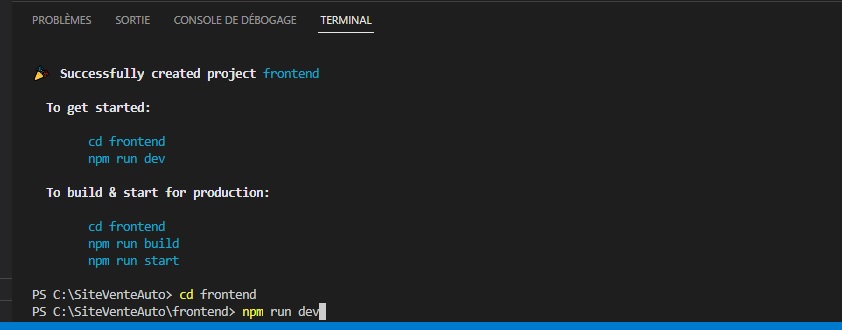 PROBLÈMES SORTIE CONSOLE DE DÉBOGAGE TERMINAL
🎉 Successfully created project frontend
To get started:
cd frontend
npm run dev
To build & start for production:
cd frontend
npm run build
npm run start
PS C:\SiteVenteAuto> cd frontend
PS C:\SiteVenteAuto\frontend> npm run dev